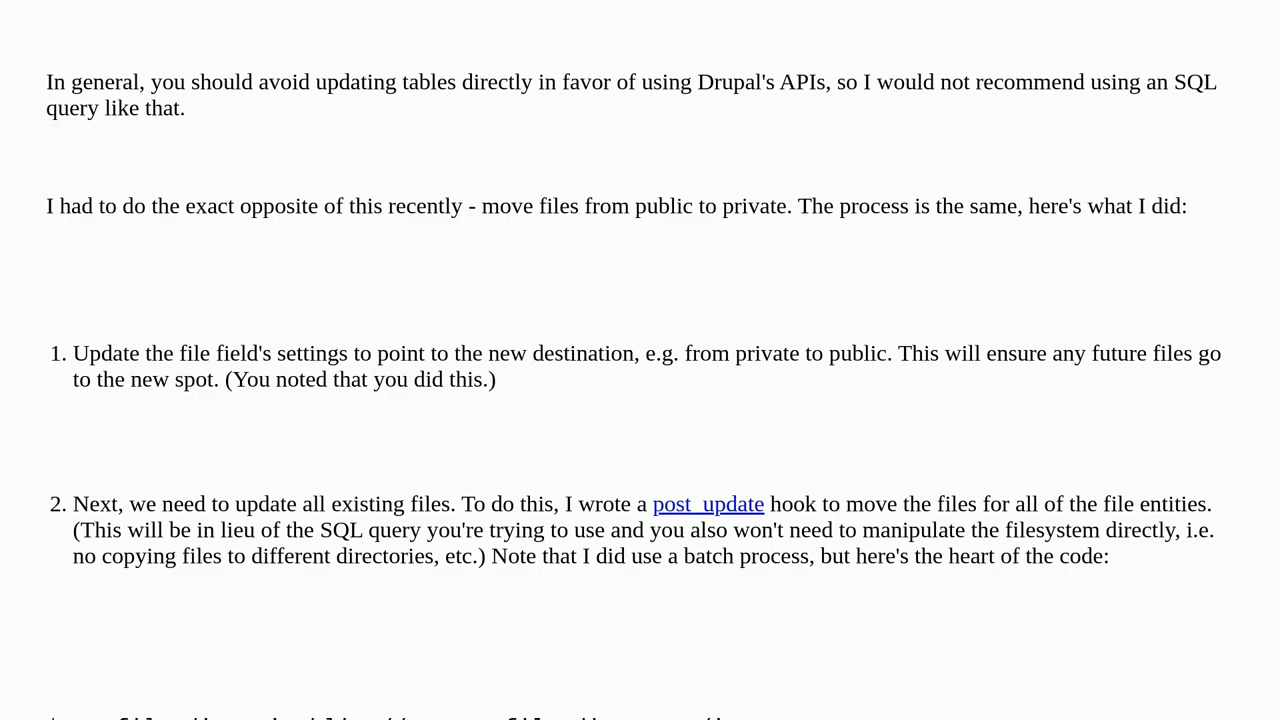 In general, you should avoid updating tables directly in favor of using Drupal's APIs, so I would not recommend using an SQL
query like that.
I had to do the exact opposite of this recently - move files from public to private. The process is the same, here's what I did:
1. Update the file field's settings to point to the new destination, e.g. from private to public. This will ensure any future files go
to the new spot. (You noted that you did this.)
2. Next, we need to update all existing files. To do this, I wrote a post_update hook to move the files for all of the file entities.
(This will be in lieu of the SQL query you're trying to use and you also won't need to manipulate the filesystem directly, i.e.
no copying files to different directories, etc.) Note that I did use a batch process, but here's the heart of the code: